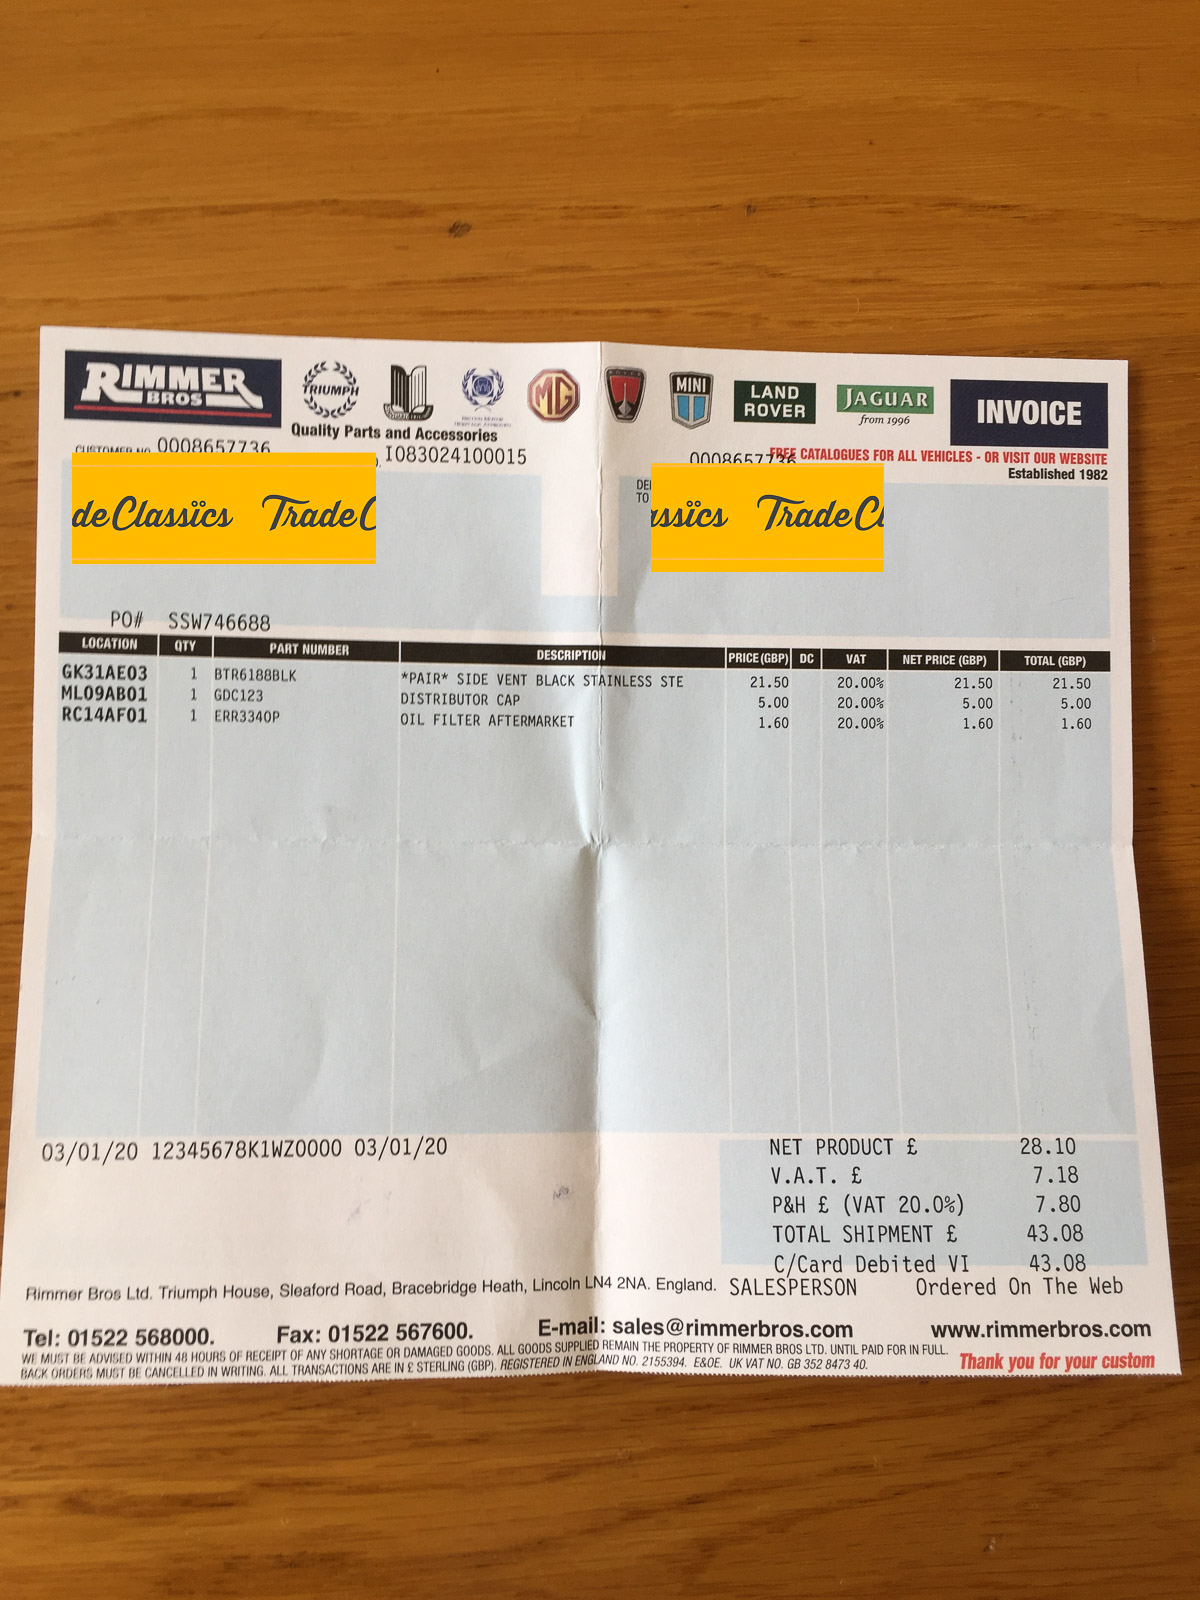 RIMMER BROS
TRIUMPH
MG
MINI
LAND ROVER
JAGUAR
from 1996
INVOICE
Quality Parts and Accessories
CUSTOMER NO. 0008657736
I083024100015
0008657736
FREE CATALOGUES FOR ALL VEHICLES - OR VISIT OUR WEBSITE
Established 1982
TO
deClassics TradeC
assics TradeCl
PO# SSW746688
LOCATION QTY PART NUMBER DESCRIPTION PRICE(GBP) DC VAT NET PRICE (GBP) TOTAL (GBP)
GK31AE03 1 BTR6188BLK *PAIR* SIDE VENT BLACK STAINLESS STE 21.50 20.00% 21.50 21.50
ML09AB01 1 GDC123 DISTRIBUTOR CAP 5.00 20.00% 5.00 5.00
RC14AF01 1 ERR3340P OIL FILTER AFTERMARKET 1.60 20.00% 1.60 1.60
03/01/20 12345678K1WZ0000 03/01/20
NET PRODUCT £ 28.10
V.A.T. £ 7.18
P&H £ (VAT 20.0%) 7.80
TOTAL SHIPMENT £ 43.08
C/Card Debited VI 43.08
Rimmer Bros Ltd. Triumph House, Sleaford Road, Bracebridge Heath, Lincoln LN4 2NA. England. SALESPERSON Ordered On The Web
Tel: 01522 568000. Fax: 01522 567600. E-mail: sales@rimmerbros.com www.rimmerbros.com
WE MUST BE ADVISED WITHIN 48 HOURS OF RECEIPT OF ANY SHORTAGE OR DAMAGED GOODS. ALL GOODS SUPPLIED REMAIN THE PROPERTY OF RIMMER BROS LTD. UNTIL PAID FOR IN FULL.
BACK ORDERS MUST BE CANCELLED IN WRITING. ALL TRANSACTIONS ARE IN £ STERLING (GBP). REGISTERED IN ENGLAND NO. 2155394. E&OE. UK VAT NO. GB 352 8473 40.
Thank you for your custom